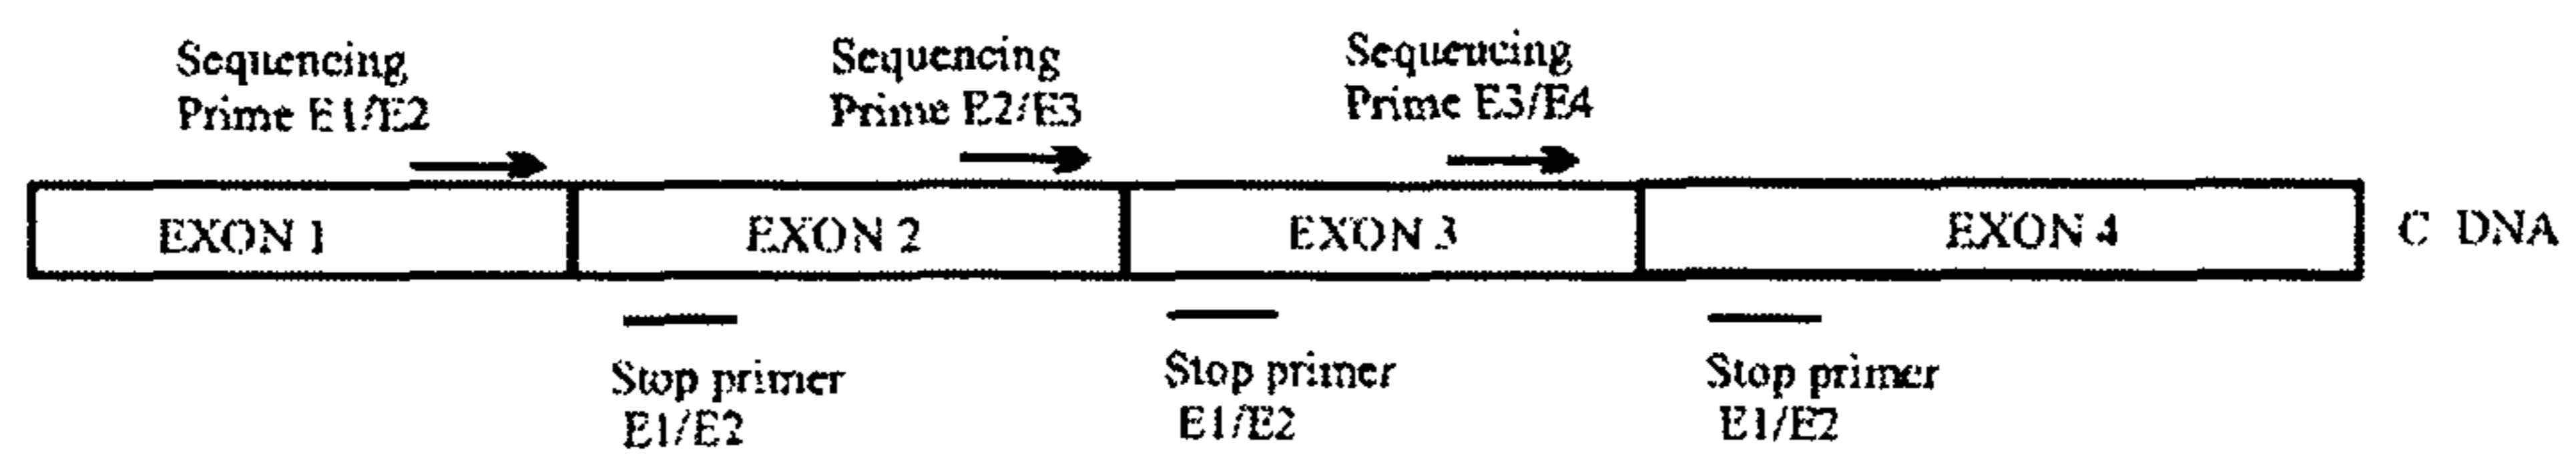 Sequencing
Prime E1/E2
Sequencing
Prime E2/E3
Sequencing
Prime E3/E4
EXON 1
EXON 2
EXON 3
EXON 4
C DNA
Stop primer
E1/E2
Stop primer
E1/E2
Stop primer
E1/E2